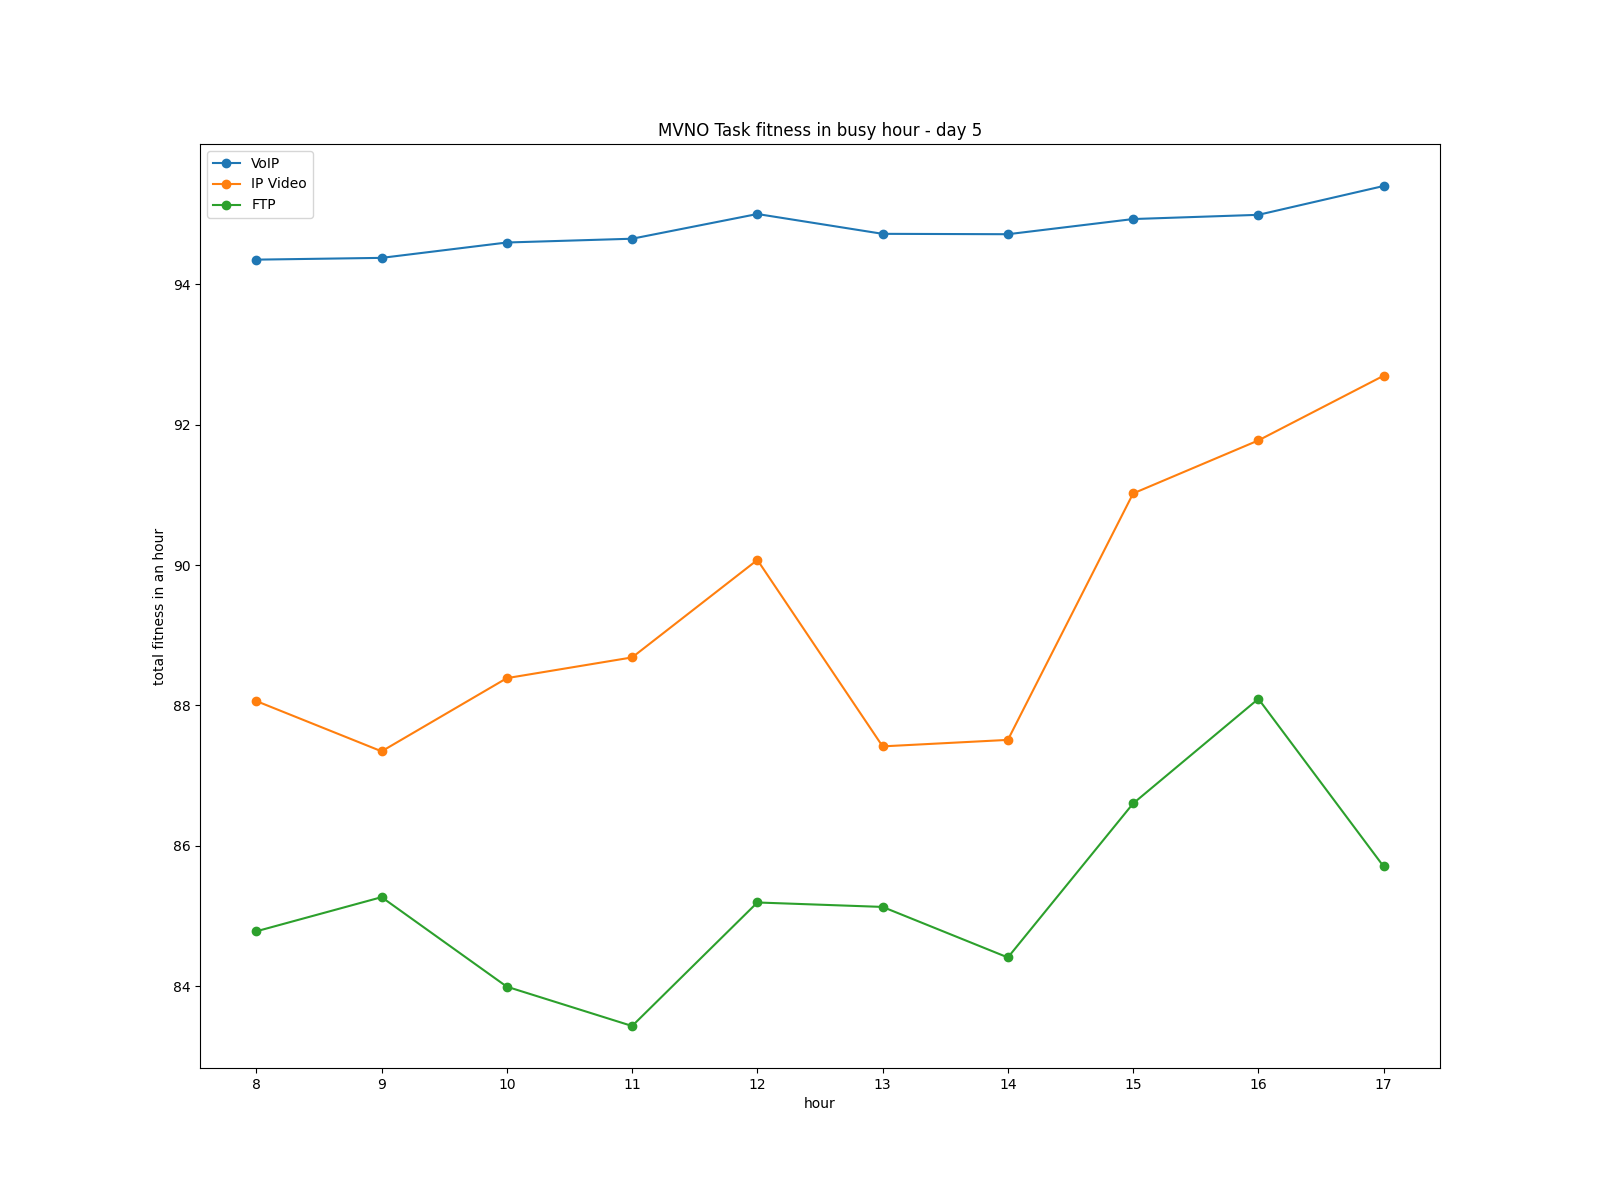 MVNO Task fitness in busy hour - day 5
VoIP
IP Video
FTP
total fitness in an hour
94
92
90
88
86
84
8 9 10 11 12 13 14 15 16 17
hour